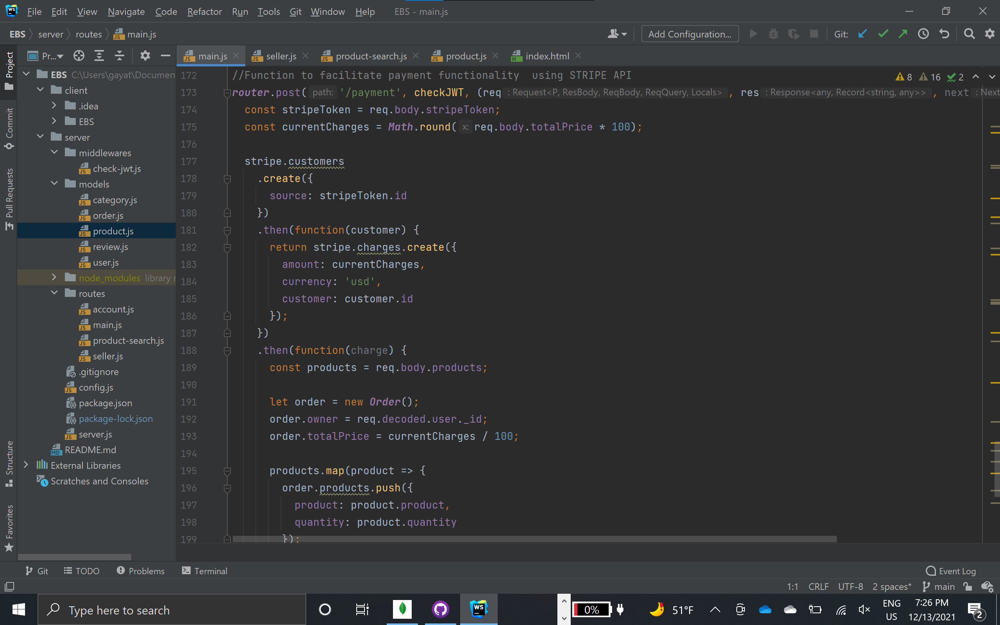 WS File Edit View Navigate Code Refactor Run Tools Git Window Help EBS - main.js
EBS server routes main.js Add Configuration... Git:
Pr... main.js seller.js product-search.js product.js index.html
Project
Commit
Pull Requests
Structure
Favorites
EBS C:\Users\gayat\Documen
client
.idea
EBS
server
middlewares
check-jwt.js
models
category.js
order.js
product.js
review.js
user.js
node_modules library r
routes
account.js
main.js
product-search.js
seller.js
.gitignore
config.js
package.json
package-lock.json
server.js
README.md
External Libraries
Scratches and Consoles
8 16 2
172 //Function to facilitate payment functionality  using STRIPE API
173 router.post( path: '/payment', checkJWT, (req : Request<P, ResBody, ReqBody, ReqQuery, Locals> , res : Response<any, Record<string, any>> , next : Next
174 const stripeToken = req.body.stripeToken;
175 const currentCharges = Math.round( x: req.body.totalPrice * 100);
176
177 stripe.customers
178 .create({
179 source: stripeToken.id
180 })
181 .then(function(customer) {
182 return stripe.charges.create({
183 amount: currentCharges,
184 currency: 'usd',
185 customer: customer.id
186 });
187 })
188 .then(function(charge) {
189 const products = req.body.products;
190
191 let order = new Order();
192 order.owner = req.decoded.user._id;
193 order.totalPrice = currentCharges / 100;
194
195 products.map(product => {
196 order.products.push({
197 product: product.product,
198 quantity: product.quantity
199 });
Git TODO Problems Terminal Event Log
1:1 CRLF UTF-8 2 spaces* main
Type here to search WS 0% 51°F ENG US 7:26 PM 12/13/2021 2